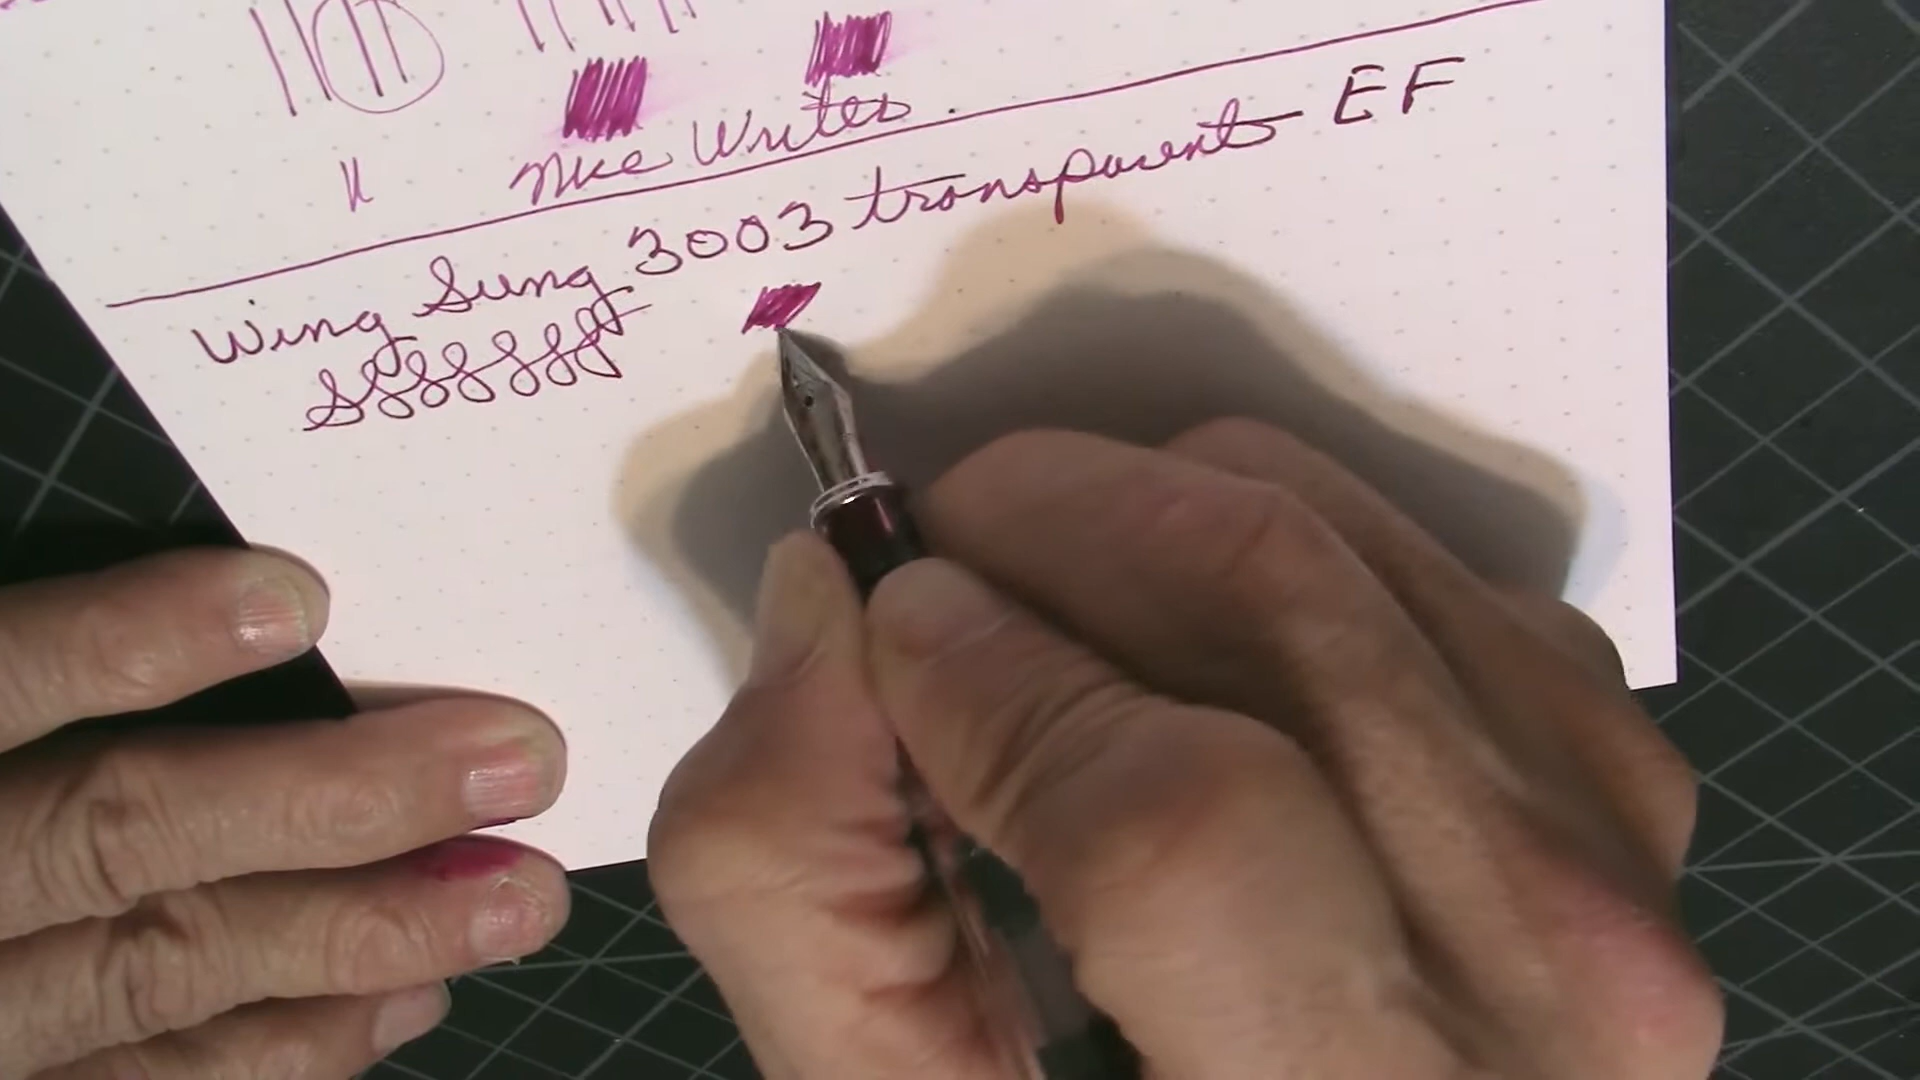 Nice Writer.
Wing Sung 3003 transparent EF